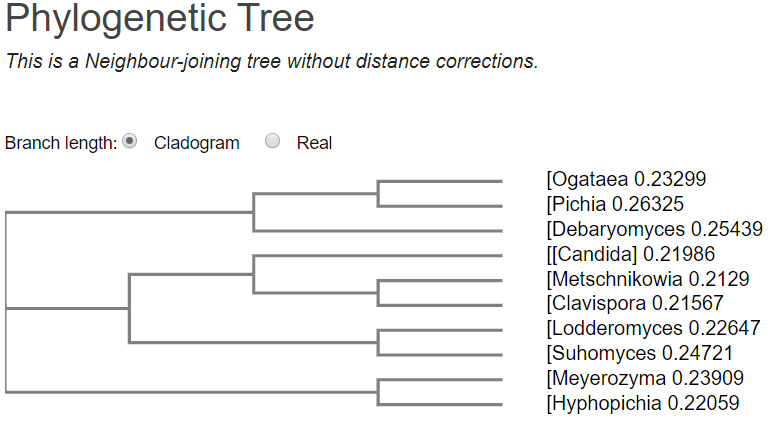 Phylogenetic Tree
This is a Neighbour-joining tree without distance corrections.
Branch length: Cladogram Real
[Ogataea 0.23299
[Pichia 0.26325
[Debaryomyces 0.25439
[[Candida] 0.21986
[Metschnikowia 0.2129
[Clavispora 0.21567
[Lodderomyces 0.22647
[Suhomyces 0.24721
[Meyerozyma 0.23909
[Hyphopichia 0.22059